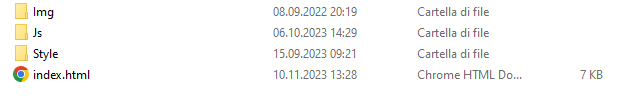 Img 08.09.2022 20:19 Cartella di file
Js 06.10.2023 14:29 Cartella di file
Style 15.09.2023 09:21 Cartella di file
index.html 10.11.2023 13:28 Chrome HTML Do... 7 KB